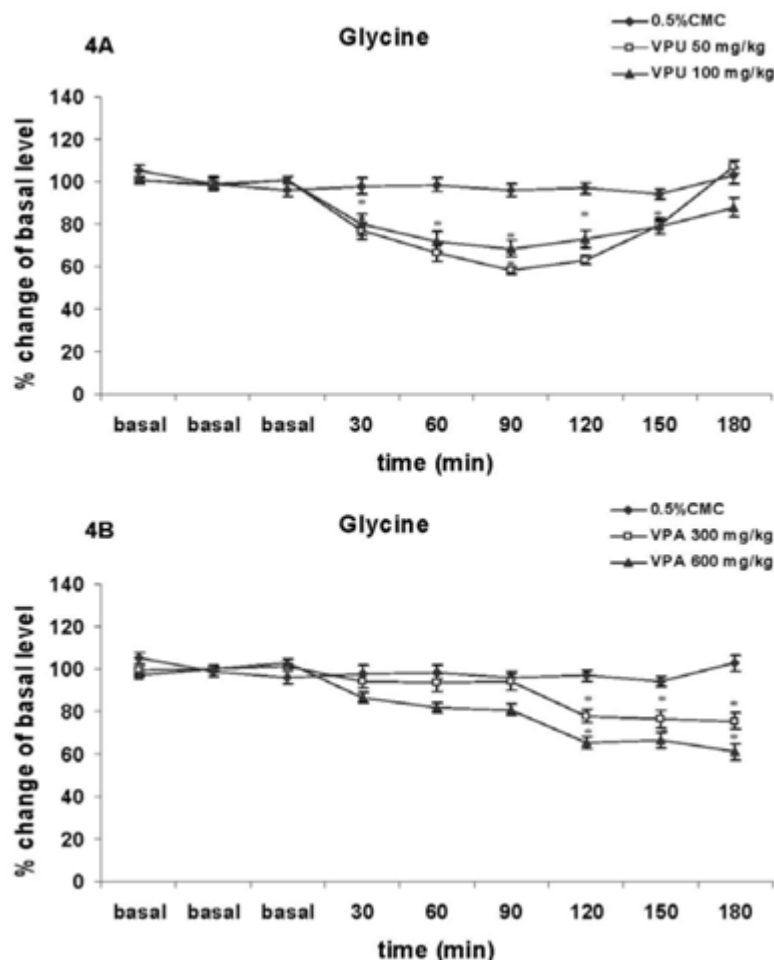 4A
Glycine
0.5%CMC
VPU 50 mg/kg
VPU 100 mg/kg
% change of basal level
140
120
100
80
60
40
20
0
* * * * *
*
basal basal basal 30 60 90 120 150 180
time (min)
4B
Glycine
0.5%CMC
VPA 300 mg/kg
VPA 600 mg/kg
% change of basal level
140
120
100
80
60
40
20
0
* * *
* * *
basal basal basal 30 60 90 120 150 180
time (min)